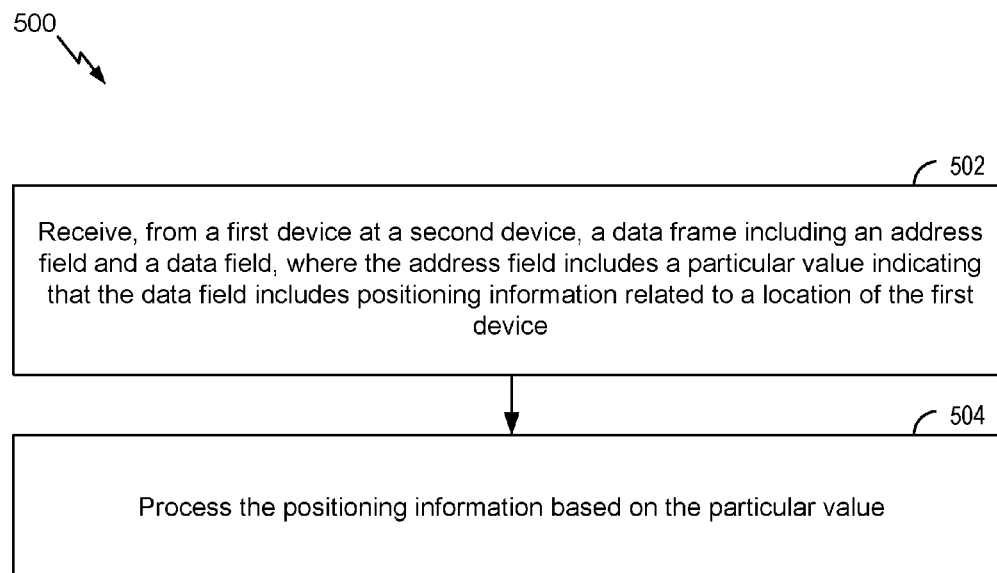 500
502
Receive, from a first device at a second device, a data frame including an address
field and a data field, where the address field includes a particular value indicating
that the data field includes positioning information related to a location of the first
device
504
Process the positioning information based on the particular value